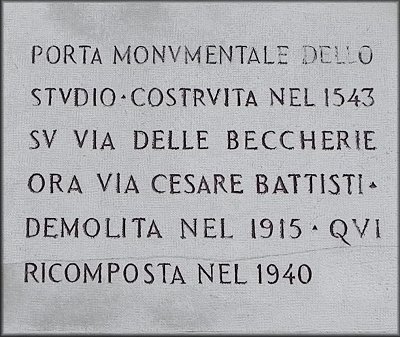 PORTA MONVMENTALE DELLO
STVDIO · COSTRVITA NEL 1543
SV VIA DELLE BECCHERIE
ORA VIA CESARE BATTISTI ·
DEMOLITA NEL 1915 · QVI
RICOMPOSTA NEL 1940